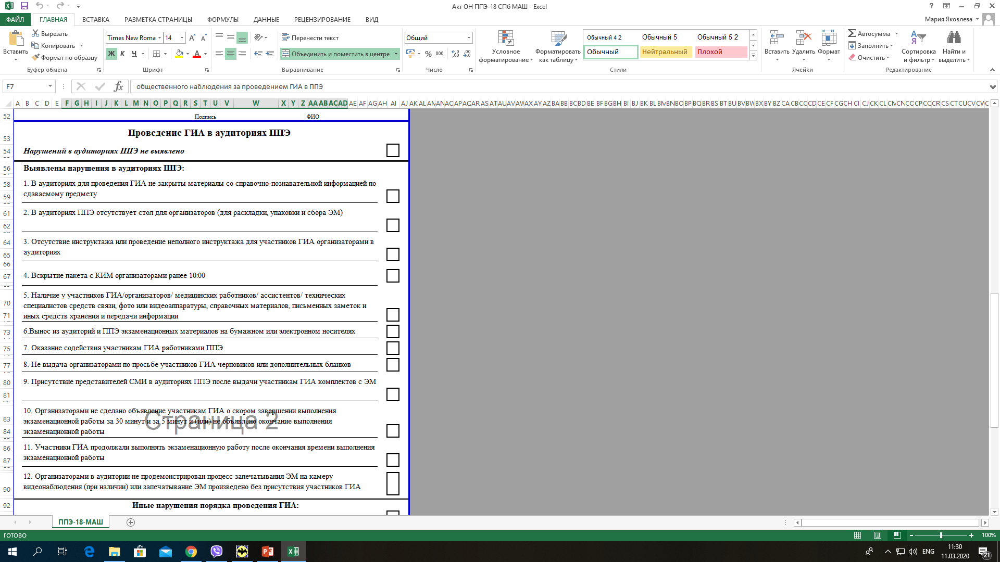 Акт ОН ППЭ-18 СПб МАШ - Excel
ФАЙЛ ГЛАВНАЯ ВСТАВКА РАЗМЕТКА СТРАНИЦЫ ФОРМУЛЫ ДАННЫЕ РЕЦЕНЗИРОВАНИЕ ВИД Мария Яковлева
Вставить
Вырезать
Копировать
Формат по образцу
Буфер обмена
Times New Roma 14
Ж К Ч А
Шрифт
Перенести текст
Объединить и поместить в центре
Выравнивание
Общий
% 000
Число
Условное форматирование
Форматировать как таблицу
Обычный 4 2 Обычный 5 Обычный 5 2
Обычный Нейтральный Плохой
Стили
Вставить Удалить Формат
Ячейки
Автосумма
Заполнить
Очистить
Сортировка и фильтр
Найти и выделить
Редактирование
F7 fx общественного наблюдения за проведением ГИА в ППЭ
A B C D E F G H I J K L M N O P Q R S T U V W X Y Z AA AB AC AD AE AF AG AH AI AJ
52 Подпись ФИО
53 Проведение ГИА в аудиториях ППЭ
54 Нарушений в аудиториях ППЭ не выявлено
56 Выявлены нарушения в аудиториях ППЭ:
58 1. В аудиториях для проведения ГИА не закрыты материалы со справочно-познавательной информацией по
59 сдаваемому предмету
61 2. В аудиториях ППЭ отсутствует стол для организаторов (для раскладки, упаковки и сбора ЭМ)
62
64 3. Отсутствие инструктажа или проведение неполного инструктажа для участников ГИА организаторами в
65 аудиториях
66
67 4. Вскрытие пакета с КИМ организаторами ранее 10:00
5. Наличие у участников ГИА/организаторов/ медицинских работников/ ассистентов/ технических
70 специалистов средств связи, фото или видеоаппаратуры, справочных материалов, письменных заметок и
71 иных средств хранения и передачи информации
73 6.Вынос из аудиторий и ППЭ экзаменационных материалов на бумажном или электронном носителях
75 7. Оказание содействия участникам ГИА работниками ППЭ
77 8. Не выдача организаторами по просьбе участников ГИА черновиков или дополнительных бланков
80 9. Присутствие представителей СМИ в аудиториях ППЭ после выдачи участникам ГИА комплектов с ЭМ
81
10. Организаторами не сделано объявление участникам ГИА о скором завершении выполнения
83 экзаменационной работы за 30 минут и за 5 минут и (или) не объявлено окончание выполнения
84 экзаменационной работы
Страница 2
86 11. Участники ГИА продолжали выполнять экзаменационную работу после окончания времени выполнения
87 экзаменационной работы
12. Организаторами в аудитории не продемонстрирован процесс запечатывания ЭМ на камеру
90 видеонаблюдения (при наличии) или запечатывание ЭМ произведено без присутствия участников ГИА
92 Иные нарушения порядка проведения ГИА:
ППЭ-18-МАШ
ГОТОВО 100%
ENG 11:30
11.03.2020 21